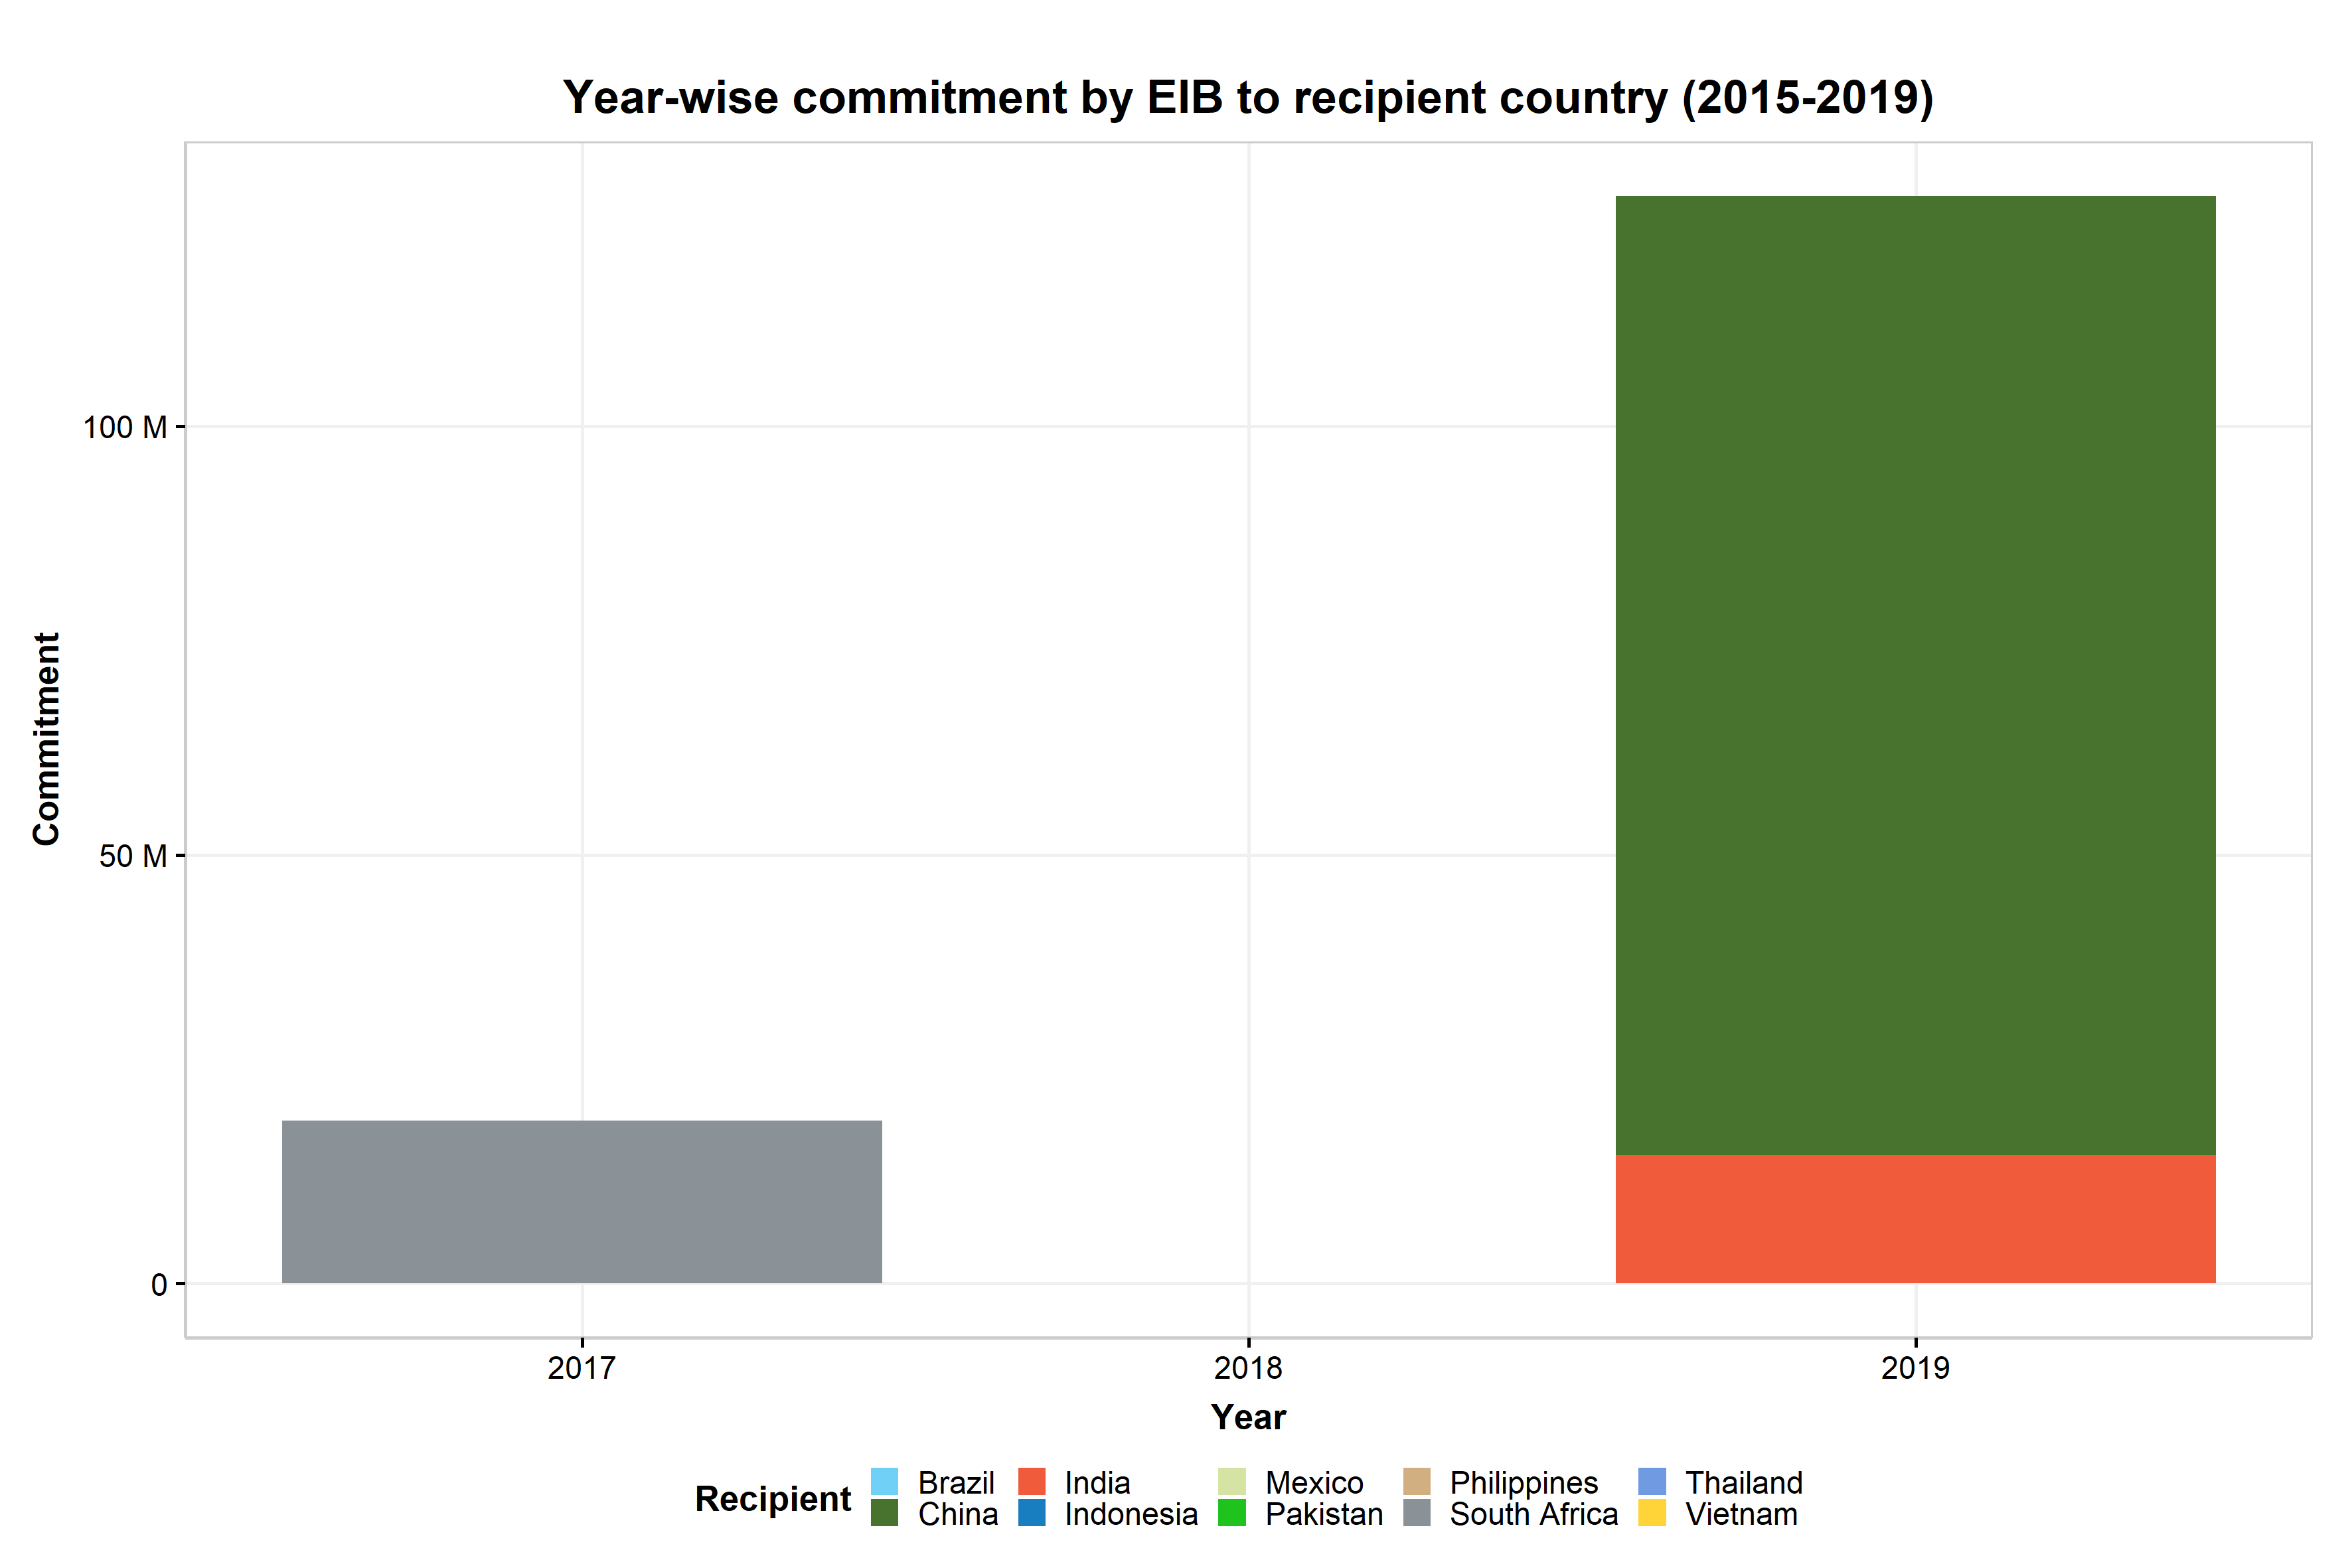 Year-wise commitment by EIB to recipient country (2015-2019)
Commitment
100 M
50 M
0
2017 2018 2019
Year
Recipient
Brazil India Mexico Philippines Thailand
China Indonesia Pakistan South Africa Vietnam